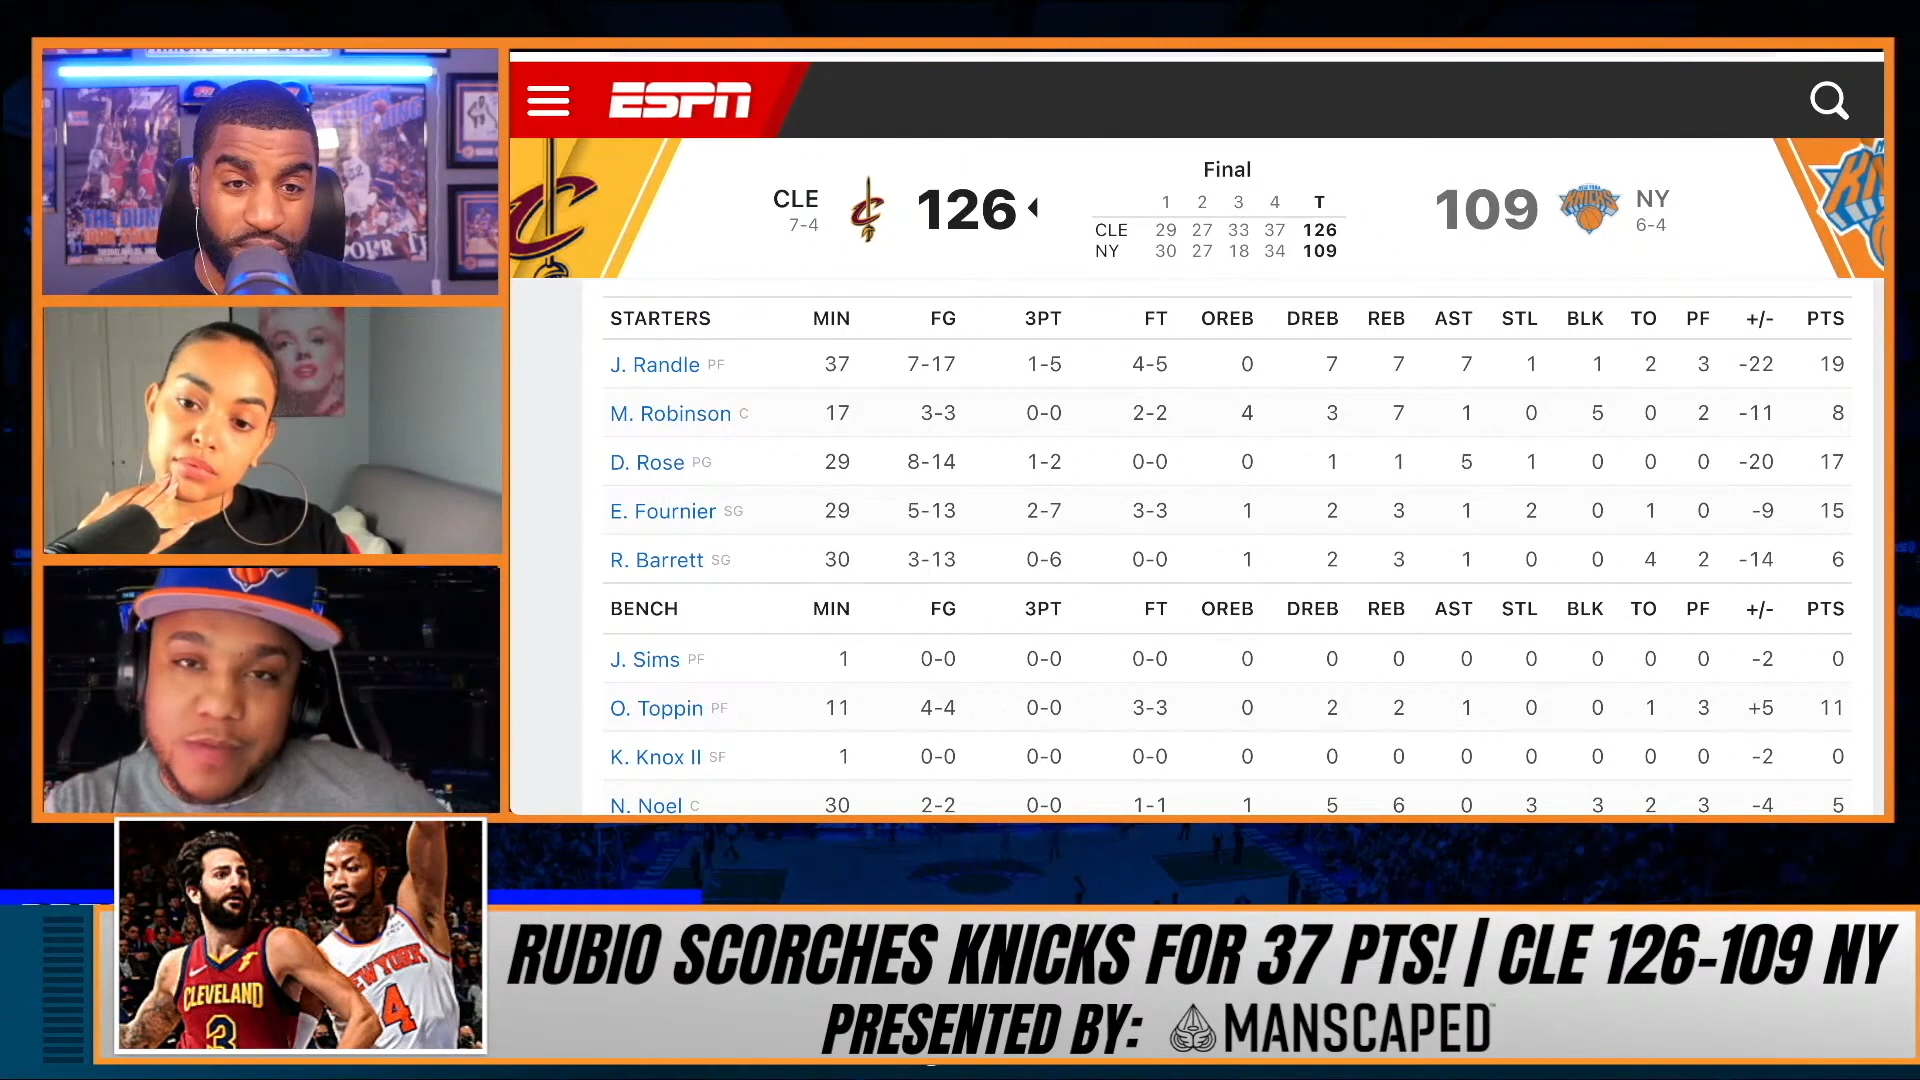 ESPN
Final
CLE 126 109 NY
7-4 6-4
1 2 3 4 T
CLE 29 27 33 37 126
NY 30 27 18 34 109
STARTERS MIN FG 3PT FT OREB DREB REB AST STL BLK TO PF +/- PTS
J. Randle PF 37 7-17 1-5 4-5 0 7 7 7 1 1 2 3 -22 19
M. Robinson C 17 3-3 0-0 2-2 4 3 7 1 0 5 0 2 -11 8
D. Rose PG 29 8-14 1-2 0-0 0 1 1 5 1 0 0 0 -20 17
E. Fournier SG 29 5-13 2-7 3-3 1 2 3 1 2 0 1 0 -9 15
R. Barrett SG 30 3-13 0-6 0-0 1 2 3 1 0 0 4 2 -14 6
BENCH MIN FG 3PT FT OREB DREB REB AST STL BLK TO PF +/- PTS
J. Sims PF 1 0-0 0-0 0-0 0 0 0 0 0 0 0 0 -2 0
O. Toppin PF 11 4-4 0-0 3-3 0 2 2 1 0 0 1 3 +5 11
K. Knox II SF 1 0-0 0-0 0-0 0 0 0 0 0 0 0 0 -2 0
N. Noel C 30 2-2 0-0 1-1 1 5 6 0 3 3 2 3 -4 5
CLEVELAND
3
4
RUBIO SCORCHES KNICKS FOR 37 PTS! | CLE 126-109 NY
PRESENTED BY: MANSCAPED